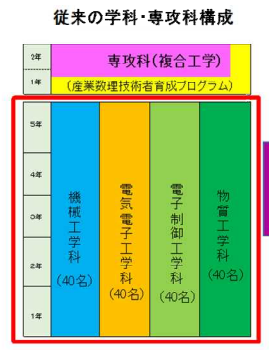 従来の学科・専攻科構成
2年
専攻科(複合工学)
1年
(産業数理技術者育成プログラム)
5年
4年
3年
2年
1年
機械工学科
(40名)
電気電子工学科
(40名)
電子制御工学科
(40名)
物質工学科
(40名)